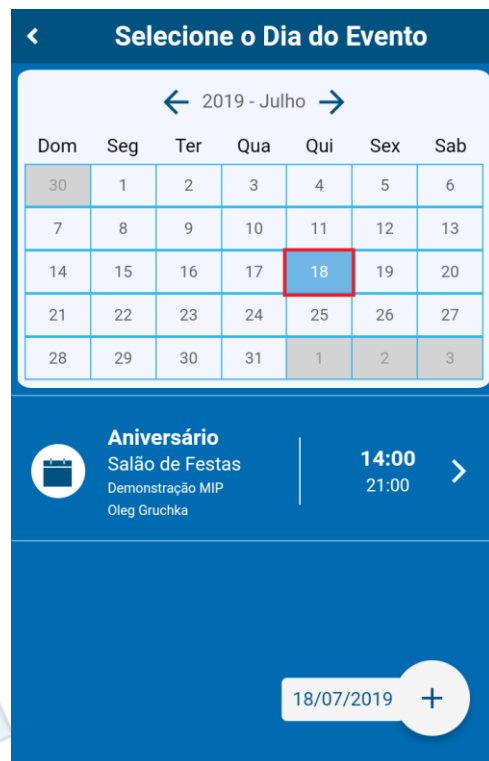 Selecione o Dia do Evento
2019 - Julho
Dom Seg Ter Qua Qui Sex Sab
30 1 2 3 4 5 6
7 8 9 10 11 12 13
14 15 16 17 18 19 20
21 22 23 24 25 26 27
28 29 30 31 1 2 3
Aniversário
Salão de Festas
Demonstração MIP
Oleg Gruchka
14:00
21:00
18/07/2019 +